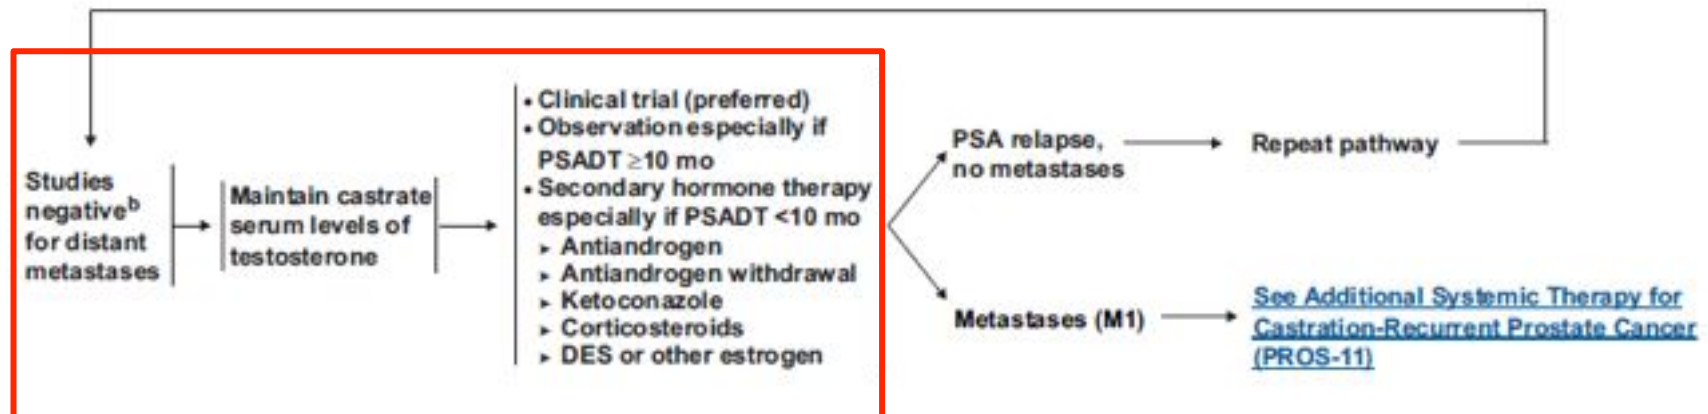 Studies
negativeb
for distant
metastases
Maintain castrate
serum levels of
testosterone
• Clinical trial (preferred)
• Observation especially if
PSADT ≥10 mo
• Secondary hormone therapy
especially if PSADT <10 mo
► Antiandrogen
► Antiandrogen withdrawal
► Ketoconazole
► Corticosteroids
► DES or other estrogen
PSA relapse,
no metastases
Repeat pathway
Metastases (M1)
See Additional Systemic Therapy for
Castration-Recurrent Prostate Cancer
(PROS-11)